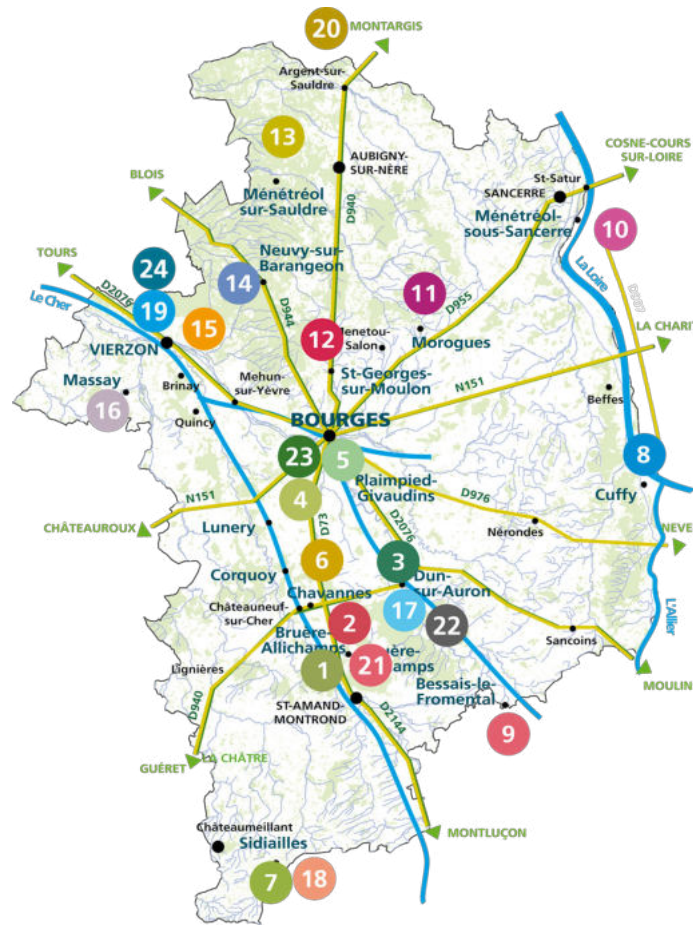 20
MONTARGIS
Argent-sur-
Sauldre
13
AUBIGNY
-SUR-NÈRE
COSNE-COURS
SUR-LOIRE
St-Satur
SANCERRE
Ménétréol
sur-Sauldre
BLOIS
D940
Ménétréol-
sous-Sancerre
10
Neuvy-sur-
Barangeon
TOURS
24
14
La Loire
D2076
Le Cher
19
15
D944
11
D955
12
Menetou-
Salon
Morogues
LA CHARIT
VIERZON
St-Georges-
sur-Moulon
Massay
Brinay
Mehun-
sur-Yèvre
N151
16
Quincy
Beffes
BOURGES
23
5
8
Plaimpied-
Givaudins
Cuffy
4
N151
D976
CHÂTEAUROUX
Lunery
D73
D2076
Nérondes
NEVE
6
3
Corquoy
Dun-
sur-Auron
Chavannes
Châteauneuf-
sur-Cher
2
17
22
L'Allier
Bruère-
Allichamps
Sancoins
1
21
Lignières
Bessais-le-
Fromental
MOULIN
ST-AMAND-
MONTROND
D940
D2144
9
LA CHÂTRE
GUÉRET
Châteaumeillant
MONTLUÇON
Sidiailles
7
18